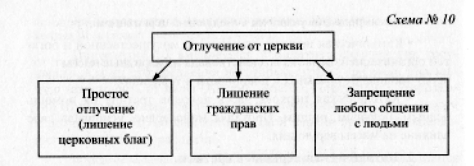 Схема № 10
Отлучение от церкви
Простое
отлучение
(лишение
церковных благ)
Лишение
гражданских
прав
Запрещение
любого общения
с людьми